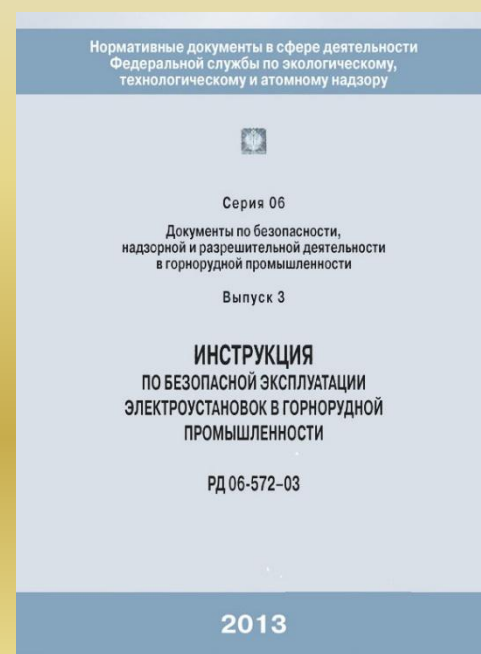 Нормативные документы в сфере деятельности
Федеральной службы по экологическому,
технологическому и атомному надзору
Серия 06
Документы по безопасности,
надзорной и разрешительной деятельности
в горнорудной промышленности
Выпуск 3
ИНСТРУКЦИЯ
ПО БЕЗОПАСНОЙ ЭКСПЛУАТАЦИИ
ЭЛЕКТРОУСТАНОВОК В ГОРНОРУДНОЙ
ПРОМЫШЛЕННОСТИ
РД 06-572–03
2013